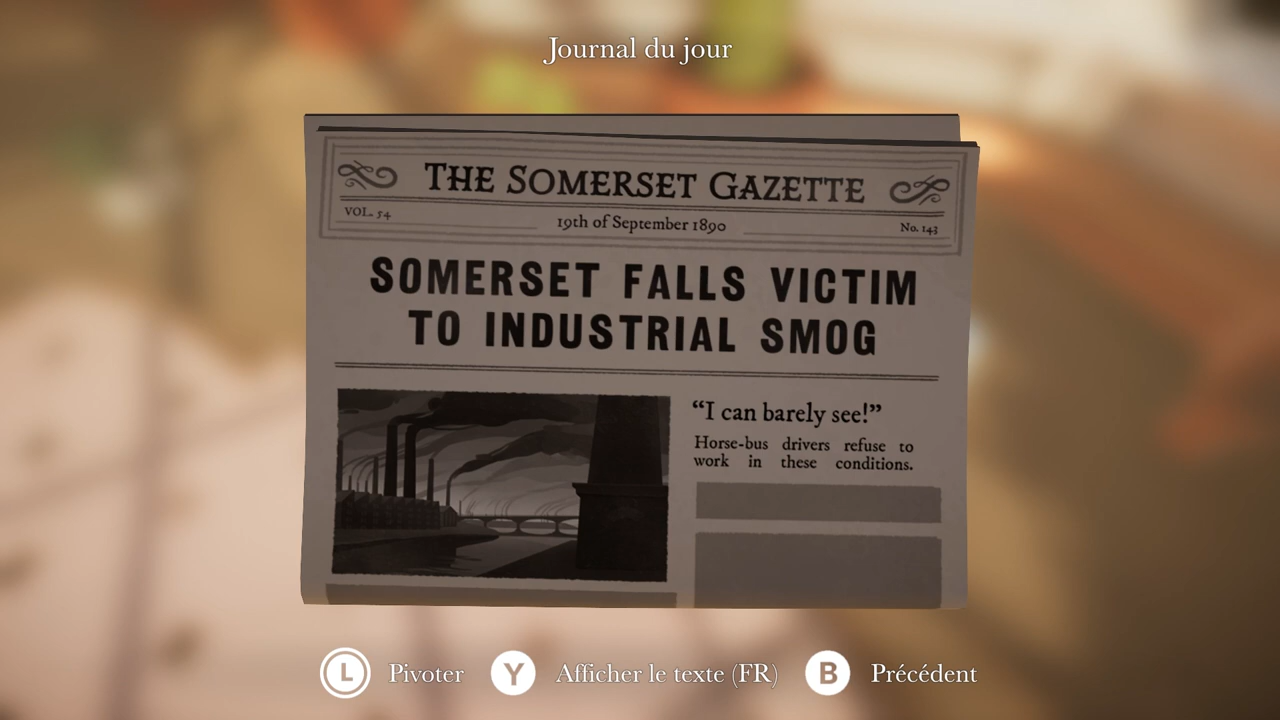 Journal du jour
THE SOMERSET GAZETTE
VOL. 54
19th of September 1890
No. 143
SOMERSET FALLS VICTIM
TO INDUSTRIAL SMOG
“I can barely see!”
Horse-bus drivers refuse to
work in these conditions.
L Pivoter Y Afficher le texte (FR) B Précédent